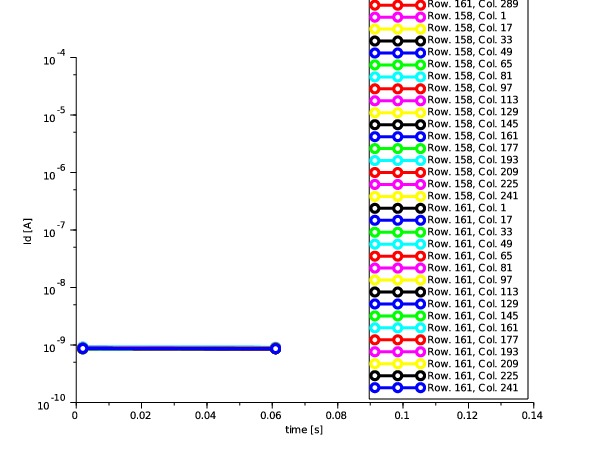 Row. 161, Col. 289
Row. 158, Col. 1
Row. 158, Col. 17
Row. 158, Col. 33
Row. 158, Col. 49
Row. 158, Col. 65
Row. 158, Col. 81
Row. 158, Col. 97
Row. 158, Col. 113
Row. 158, Col. 129
Row. 158, Col. 145
Row. 158, Col. 161
Row. 158, Col. 177
Row. 158, Col. 193
Row. 158, Col. 209
Row. 158, Col. 225
Row. 158, Col. 241
Row. 161, Col. 1
Row. 161, Col. 17
Row. 161, Col. 33
Row. 161, Col. 49
Row. 161, Col. 65
Row. 161, Col. 81
Row. 161, Col. 97
Row. 161, Col. 113
Row. 161, Col. 129
Row. 161, Col. 145
Row. 161, Col. 161
Row. 161, Col. 177
Row. 161, Col. 193
Row. 161, Col. 209
Row. 161, Col. 225
Row. 161, Col. 241
10^-4
10^-5
10^-6
10^-7
10^-8
10^-9
10^-10
Id [A]
0 0.02 0.04 0.06 0.08 0.1 0.12 0.14
time [s]